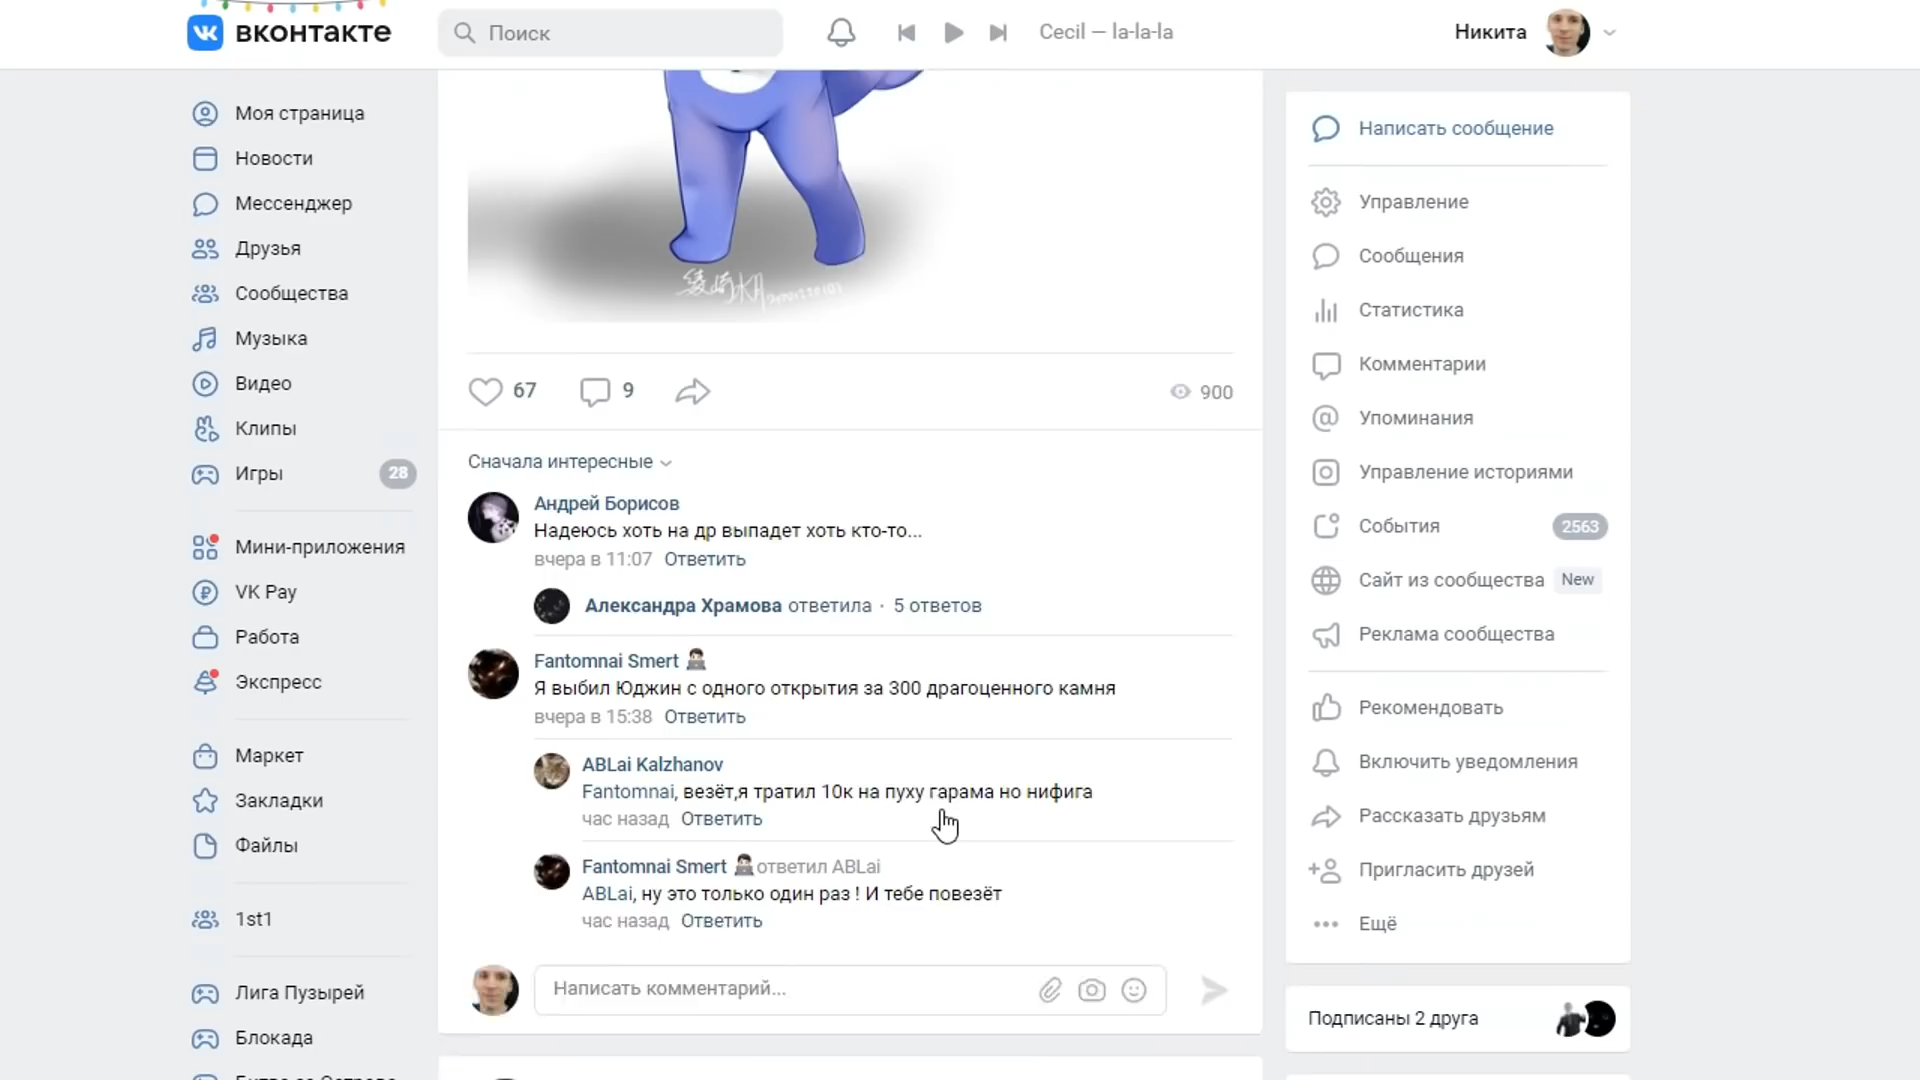 вконтакте
Поиск
Cecil — la-la-la
Никита
Моя страница
Новости
Мессенджер
Друзья
Сообщества
Музыка
Видео
Клипы
Игры
28
Мини-приложения
VK Pay
Работа
Экспресс
Маркет
Закладки
Файлы
1st1
Лига Пузырей
Блокада
67
9
900
Сначала интересные
Андрей Борисов
Надеюсь хоть на др выпадет хоть кто-то...
вчера в 11:07 Ответить
Александра Храмова ответила · 5 ответов
Fantomnai Smert
Я выбил Юджин с одного открытия за 300 драгоценного камня
вчера в 15:38 Ответить
ABLai Kalzhanov
Fantomnai, везёт,я тратил 10к на пуху гарама но нифига
час назад Ответить
Fantomnai Smert ответил ABLai
ABLai, ну это только один раз ! И тебе повезёт
час назад Ответить
Написать комментарий...
Написать сообщение
Управление
Сообщения
Статистика
Комментарии
Упоминания
Управление историями
События
2563
Сайт из сообщества New
Реклама сообщества
Рекомендовать
Включить уведомления
Рассказать друзьям
Пригласить друзей
Ещё
Подписаны 2 друга